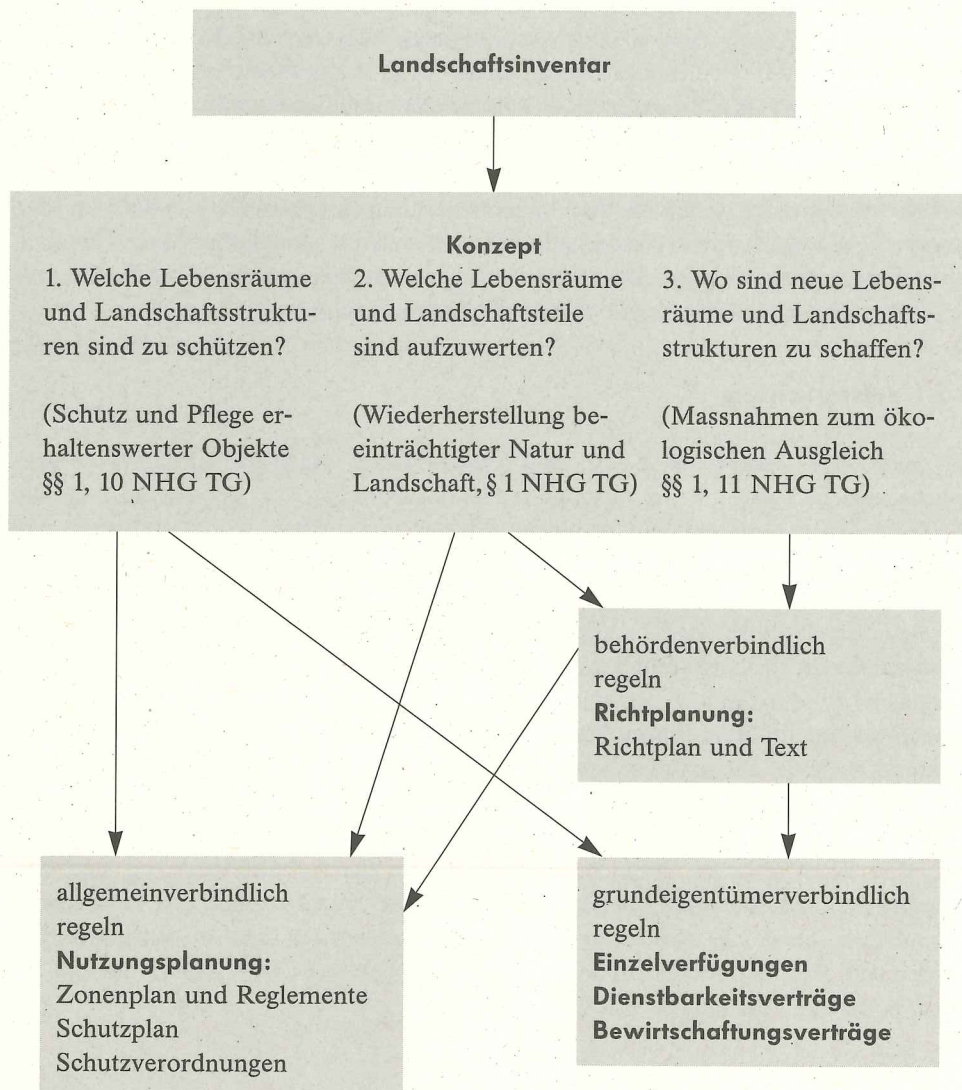 Landschaftsinventar
Konzept
1. Welche Lebensräume
und Landschaftsstruktu-
ren sind zu schützen?
(Schutz und Pflege er-
haltenswerter Objekte
§§ 1, 10 NHG TG)
2. Welche Lebensräume
und Landschaftsteile
sind aufzuwerten?
(Wiederherstellung be-
einträchtigter Natur und
Landschaft, § 1 NHG TG)
3. Wo sind neue Lebens-
räume und Landschafts-
strukturen zu schaffen?
(Massnahmen zum öko-
logischen Ausgleich
§§ 1, 11 NHG TG)
behördenverbindlich
regeln
Richtplanung:
Richtplan und Text
allgemeinverbindlich
regeln
Nutzungsplanung:
Zonenplan und Reglemente
Schutzplan
Schutzverordnungen
grundeigentümerverbindlich
regeln
Einzelverfügungen
Dienstbarkeitsverträge
Bewirtschaftungsverträge